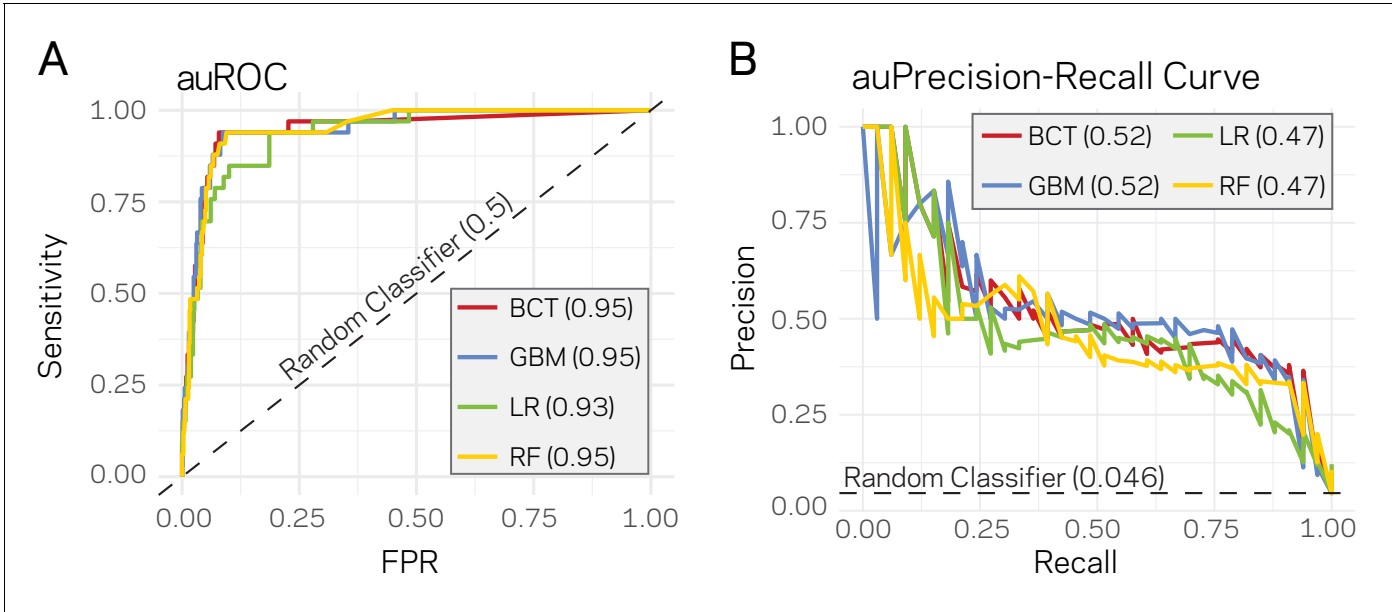 A
auROC
Sensitivity
1.00
0.75
0.50
0.25
0.00
Random Classifier (0.5)
BCT (0.95)
GBM (0.95)
LR (0.93)
RF (0.95)
0.00 0.25 0.50 0.75 1.00
FPR
B
auPrecision-Recall Curve
Precision
1.00
0.75
0.50
0.25
0.00
BCT (0.52) LR (0.47)
GBM (0.52) RF (0.47)
Random Classifier (0.046)
0.00 0.25 0.50 0.75 1.00
Recall